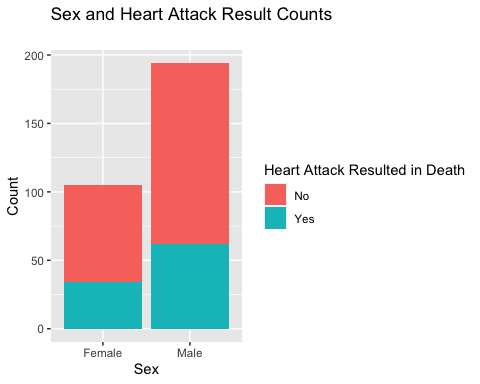 Sex and Heart Attack Result Counts
200
150
100
50
0
Count
Female Male
Sex
Heart Attack Resulted in Death
No
Yes